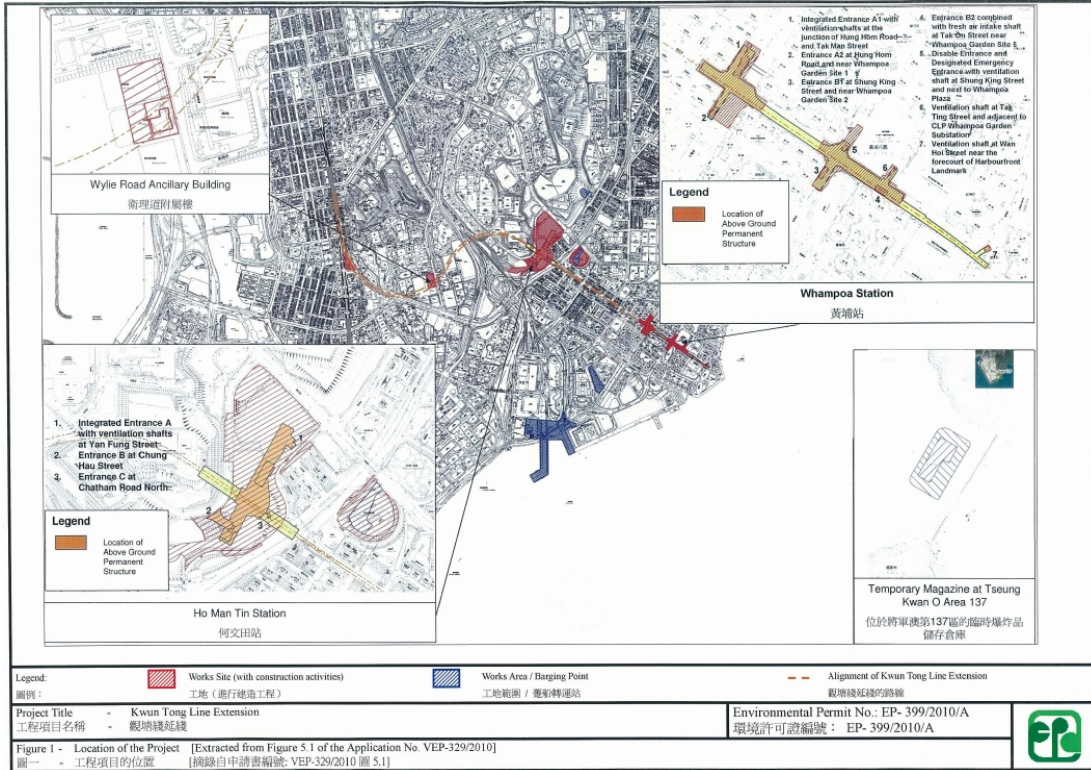 Wylie Road Ancillary Building
衞理道附屬樓
1. Integrated Entrance A1 with
ventilation shafts at the
junction of Hung Hom Road
and Tak Man Street
2. Entrance A2 at Hung Hom
Road and near Whampoa
Garden Site 1
3. Entrance B1 at Shung King
Street and near Whampoa
Garden Site 2
4. Entrance B2 combined
with fresh air intake shaft
at Tak On Street near
Whampoa Garden Site 5
5. Disable Entrance and
Designated Emergency
Entrance with ventilation
shaft at Shung King Street
and next to Whampoa
Plaza
6. Ventilation shaft at Tak
Ting Street and adjacent to
CLP Whampoa Garden
Substation
7. Ventilation shaft at Wan
Hoi Street near the
forecourt of Harbourfront
Landmark
1
2
3
5
6
4
7
Legend
Location of
Above Ground
Permanent
Structure
Whampoa Station
黃埔站
1. Integrated Entrance A
with ventilation shafts
at Yan Fung Street
2. Entrance B at Chung
Hau Street
3. Entrance C at
Chatham Road North
1
2
3
Legend
Location of
Above Ground
Permanent
Structure
Ho Man Tin Station
何文田站
Temporary Magazine at Tseung
Kwan O Area 137
位於將軍澳第137區的臨時爆炸品
儲存倉庫
Legend:
圖例：
Works Site (with construction activities)
工地（進行建造工程）
Works Area / Barging Point
工地範圍 / 躉船轉運站
Alignment of Kwun Tong Line Extension
觀塘綫延綫的路線
Project Title - Kwun Tong Line Extension
工程項目名稱 - 觀塘綫延綫
Environmental Permit No.: EP- 399/2010/A
環境許可證編號： EP- 399/2010/A
Figure 1 - Location of the Project [Extracted from Figure 5.1 of the Application No. VEP-329/2010]
圖一 - 工程項目的位置 [摘錄自申請書編號: VEP-329/2010 圖 5.1]